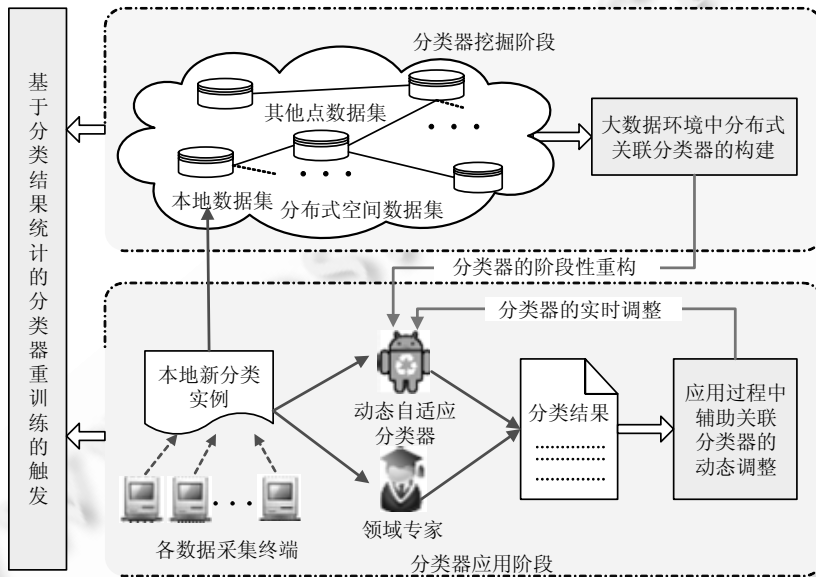 基于分类结果统计的分类器重训练的触发
分类器挖掘阶段
其他点数据集
本地数据集
分布式空间数据集
大数据环境中分布式
关联分类器的构建
分类器的阶段性重构
分类器的实时调整
本地新分类
实例
动态自适应
分类器
领域专家
各数据采集终端
分类结果
应用过程中
辅助关联
分类器的
动态调整
分类器应用阶段